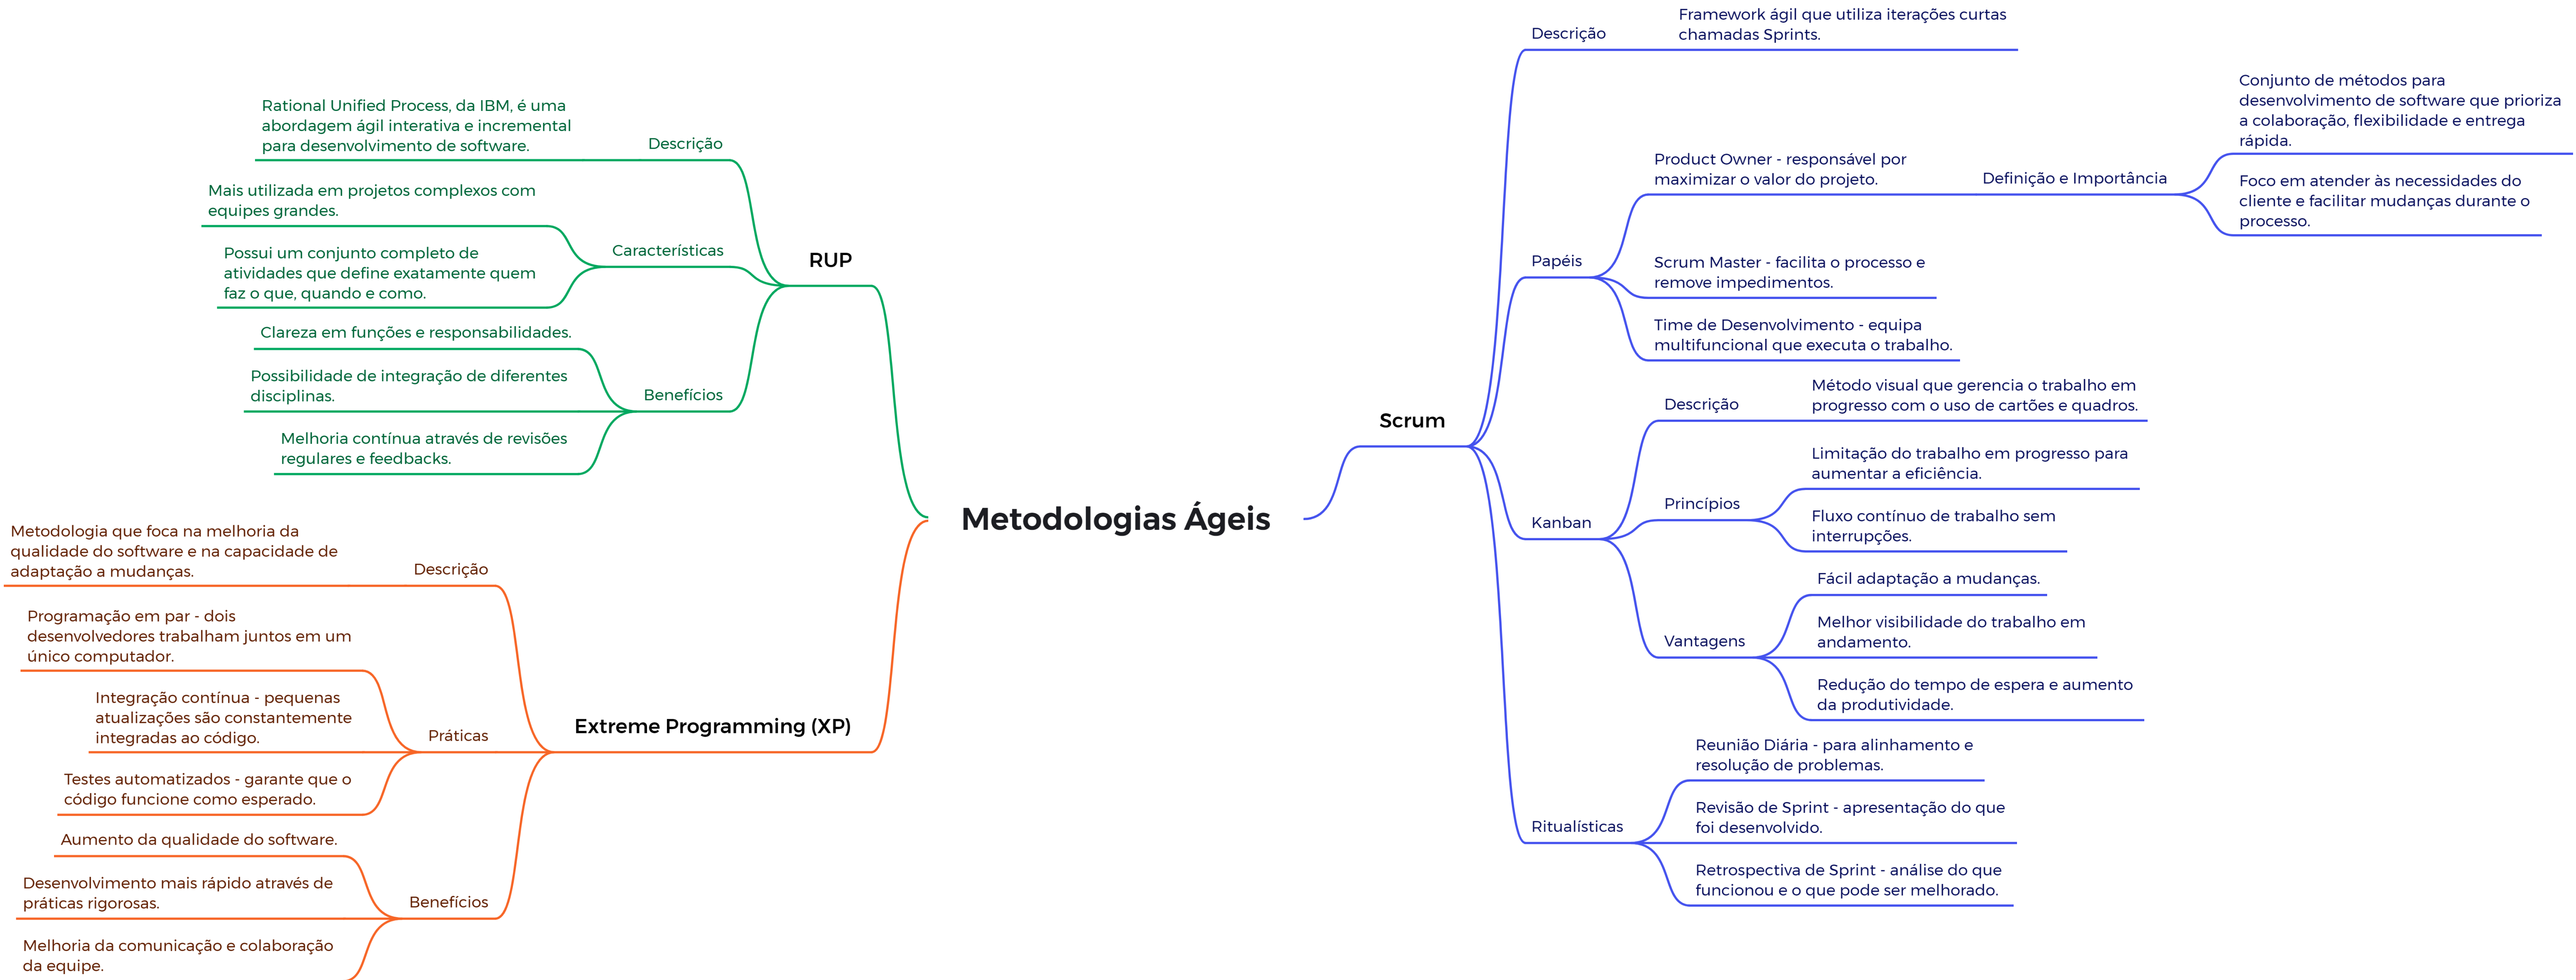 Metodologias Ágeis
RUP
Descrição
Rational Unified Process, da IBM, é uma
abordagem ágil interativa e incremental
para desenvolvimento de software.
Características
Mais utilizada em projetos complexos com
equipes grandes.
Possui um conjunto completo de
atividades que define exatamente quem
faz o que, quando e como.
Benefícios
Clareza em funções e responsabilidades.
Possibilidade de integração de diferentes
disciplinas.
Melhoria contínua através de revisões
regulares e feedbacks.
Extreme Programming (XP)
Descrição
Metodologia que foca na melhoria da
qualidade do software e na capacidade de
adaptação a mudanças.
Práticas
Programação em par - dois
desenvolvedores trabalham juntos em um
único computador.
Integração contínua - pequenas
atualizações são constantemente
integradas ao código.
Testes automatizados - garante que o
código funcione como esperado.
Benefícios
Aumento da qualidade do software.
Desenvolvimento mais rápido através de
práticas rigorosas.
Melhoria da comunicação e colaboração
da equipe.
Scrum
Descrição
Framework ágil que utiliza iterações curtas
chamadas Sprints.
Papéis
Product Owner - responsável por
maximizar o valor do projeto.
Definição e Importância
Conjunto de métodos para
desenvolvimento de software que prioriza
a colaboração, flexibilidade e entrega
rápida.
Foco em atender às necessidades do
cliente e facilitar mudanças durante o
processo.
Scrum Master - facilita o processo e
remove impedimentos.
Time de Desenvolvimento - equipa
multifuncional que executa o trabalho.
Kanban
Descrição
Método visual que gerencia o trabalho em
progresso com o uso de cartões e quadros.
Princípios
Limitação do trabalho em progresso para
aumentar a eficiência.
Fluxo contínuo de trabalho sem
interrupções.
Vantagens
Fácil adaptação a mudanças.
Melhor visibilidade do trabalho em
andamento.
Redução do tempo de espera e aumento
da produtividade.
Ritualísticas
Reunião Diária - para alinhamento e
resolução de problemas.
Revisão de Sprint - apresentação do que
foi desenvolvido.
Retrospectiva de Sprint - análise do que
funcionou e o que pode ser melhorado.